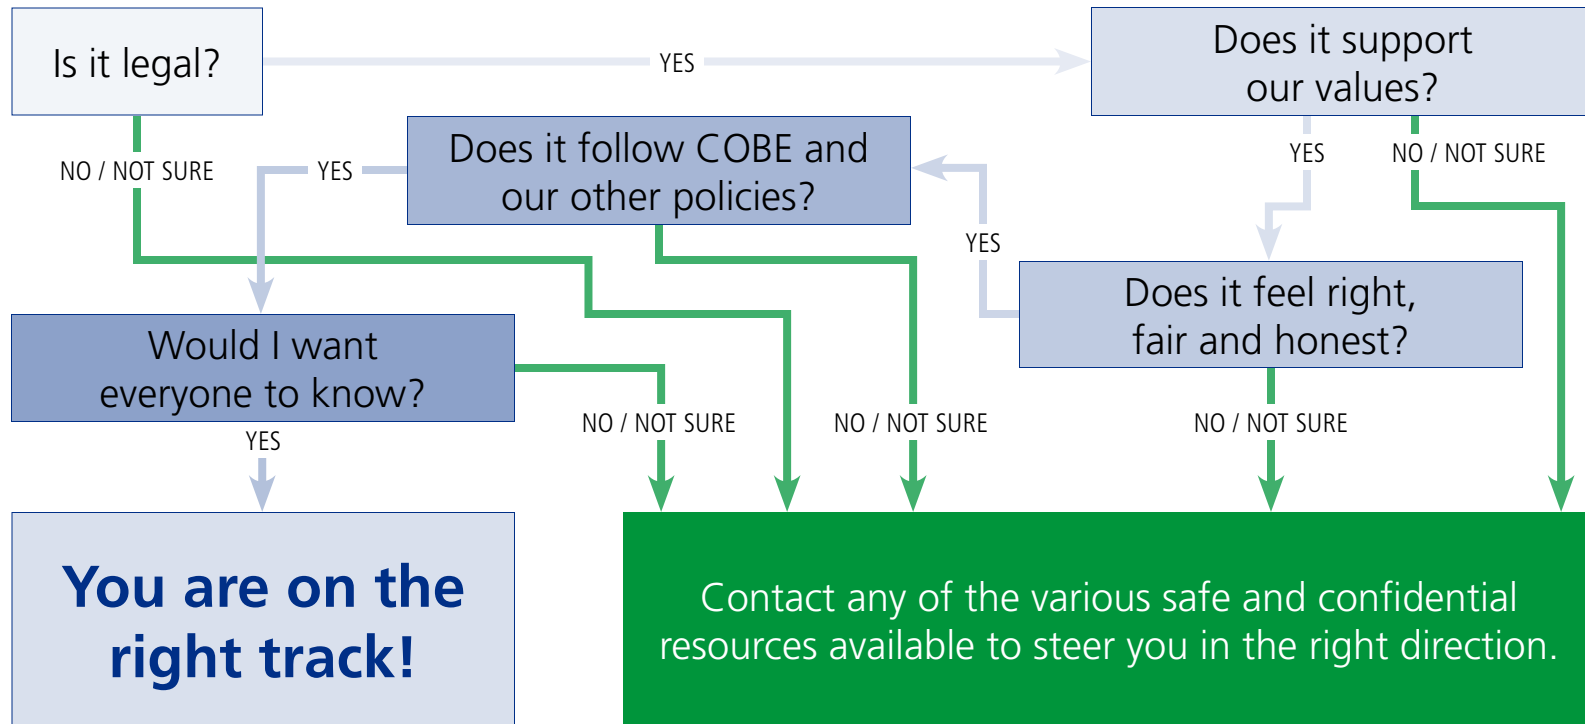 Is it legal?
YES
Does it support
our values?
NO / NOT SURE
YES
Does it follow COBE and
our other policies?
YES
NO / NOT SURE
YES
Does it feel right,
fair and honest?
Would I want
everyone to know?
YES
NO / NOT SURE
NO / NOT SURE
NO / NOT SURE
You are on the
right track!
Contact any of the various safe and confidential
resources available to steer you in the right direction.